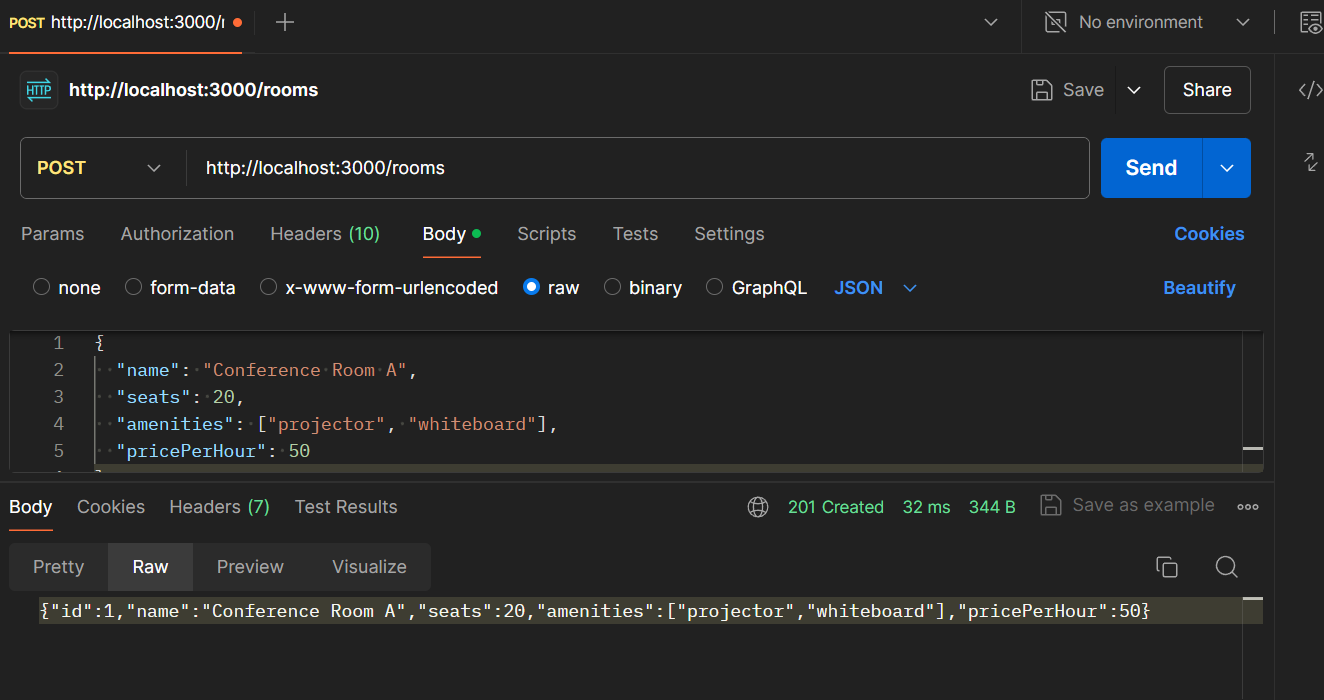 POST http://localhost:3000/r
No environment
HTTP http://localhost:3000/rooms
Save
Share
POST http://localhost:3000/rooms
Send
Params Authorization Headers (10) Body Scripts Tests Settings Cookies
none form-data x-www-form-urlencoded raw binary GraphQL JSON Beautify
1 {
2 "name": "Conference Room A",
3 "seats": 20,
4 "amenities": ["projector", "whiteboard"],
5 "pricePerHour": 50
Body Cookies Headers (7) Test Results 201 Created 32 ms 344 B Save as example
Pretty Raw Preview Visualize
{"id":1,"name":"Conference Room A","seats":20,"amenities":["projector","whiteboard"],"pricePerHour":50}